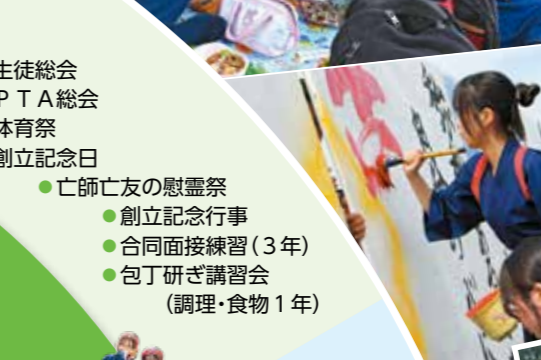 生徒総会
PTA総会
体育祭
創立記念日
●亡師亡友の慰霊祭
●創立記念行事
●合同面接練習(3年)
●包丁研ぎ講習会
(調理・食物1年)